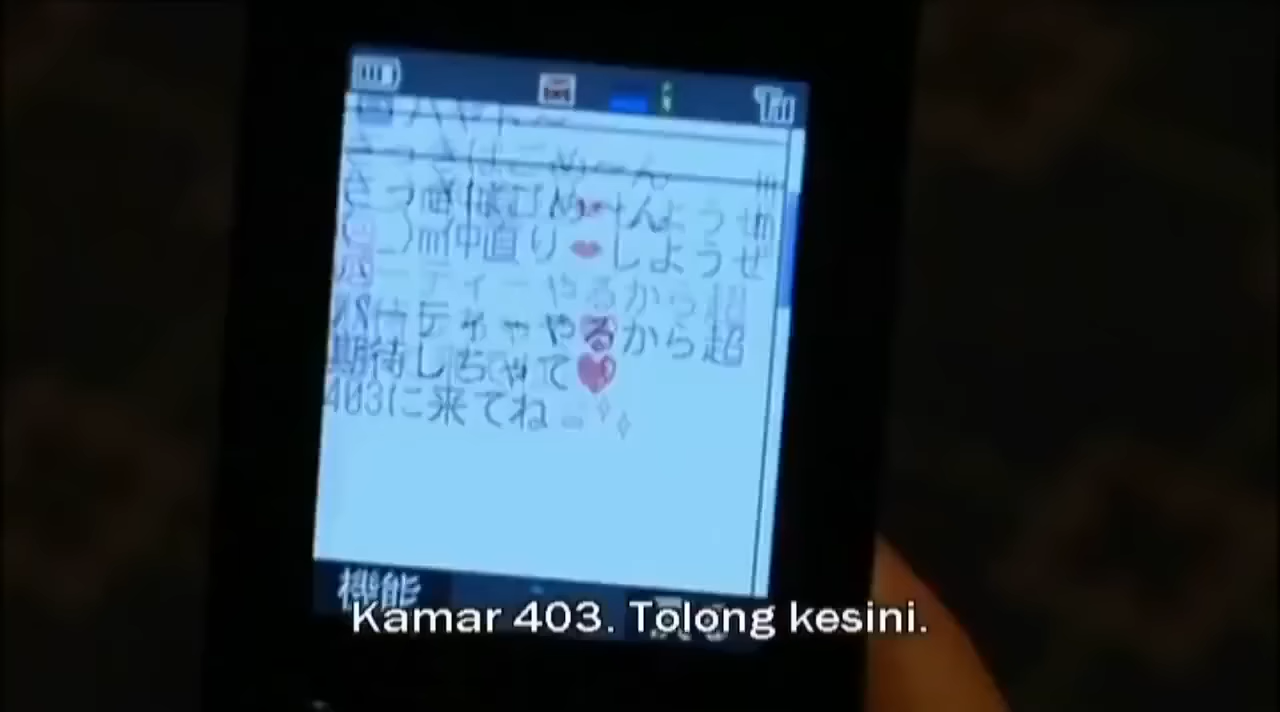 さっきはごめ〜ん m
(_ _)m仲直り💋しようぜ
パーティーやるから超
期待しちゃって❤
403に来てね
機能
Kamar 403. Tolong kesini.